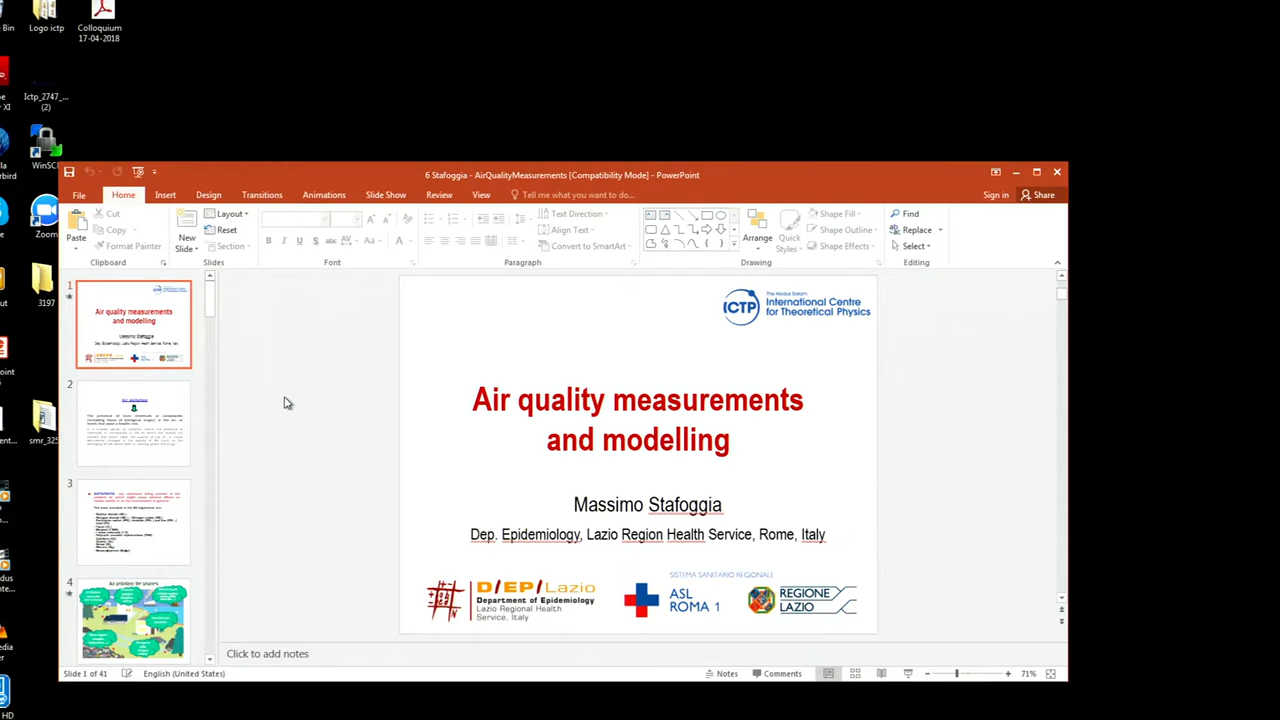 Bin
Logo ictp
Colloquium
17-04-2018
XI
Ictp_2747_...
(2)
WinSC
Zoom
3197
smr_325
HD
6 Stafoggia - AirQualityMeasurements [Compatibility Mode] - PowerPoint
File
Home
Insert
Design
Transitions
Animations
Slide Show
Review
View
Tell me what you want to do...
Sign in
Share
Paste
Cut
Copy
Format Painter
Clipboard
New
Slide
Layout
Reset
Section
Slides
Font
Text Direction
Align Text
Convert to SmartArt
Paragraph
Arrange
Quick
Styles
Shape Fill
Shape Outline
Shape Effects
Drawing
Find
Replace
Select
Editing
1
Air quality measurements
and modelling
Massimo Stafoggia
Dep. Epidemiology, Lazio Region Health Service, Rome, Italy
2
Air pollution
3
4
ICTP
The Abdus Salam
International Centre
for Theoretical Physics
Air quality measurements
and modelling
Massimo Stafoggia
Dep. Epidemiology, Lazio Region Health Service, Rome, Italy
D/EP/Lazio
Department of Epidemiology
Lazio Regional Health
Service, Italy
SISTEMA SANITARIO REGIONALE
ASL
ROMA 1
REGIONE
LAZIO
Click to add notes
Slide 1 of 41
English (United States)
Notes
Comments
71%